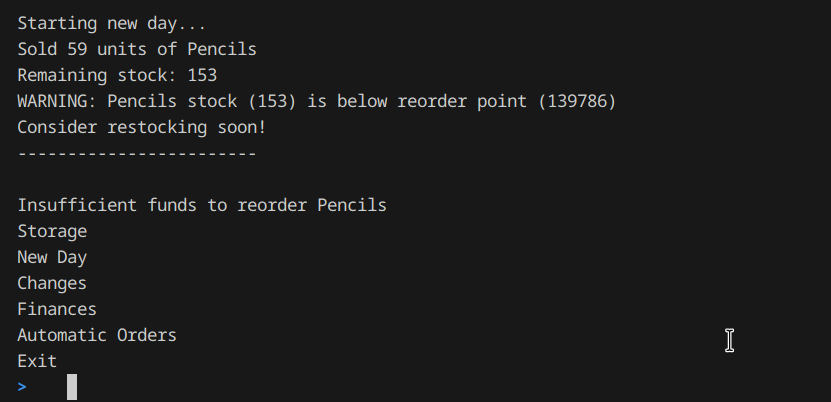 Starting new day...
Sold 59 units of Pencils
Remaining stock: 153
WARNING: Pencils stock (153) is below reorder point (139786)
Consider restocking soon!
------------------------
Insufficient funds to reorder Pencils
Storage
New Day
Changes
Finances
Automatic Orders
Exit
>